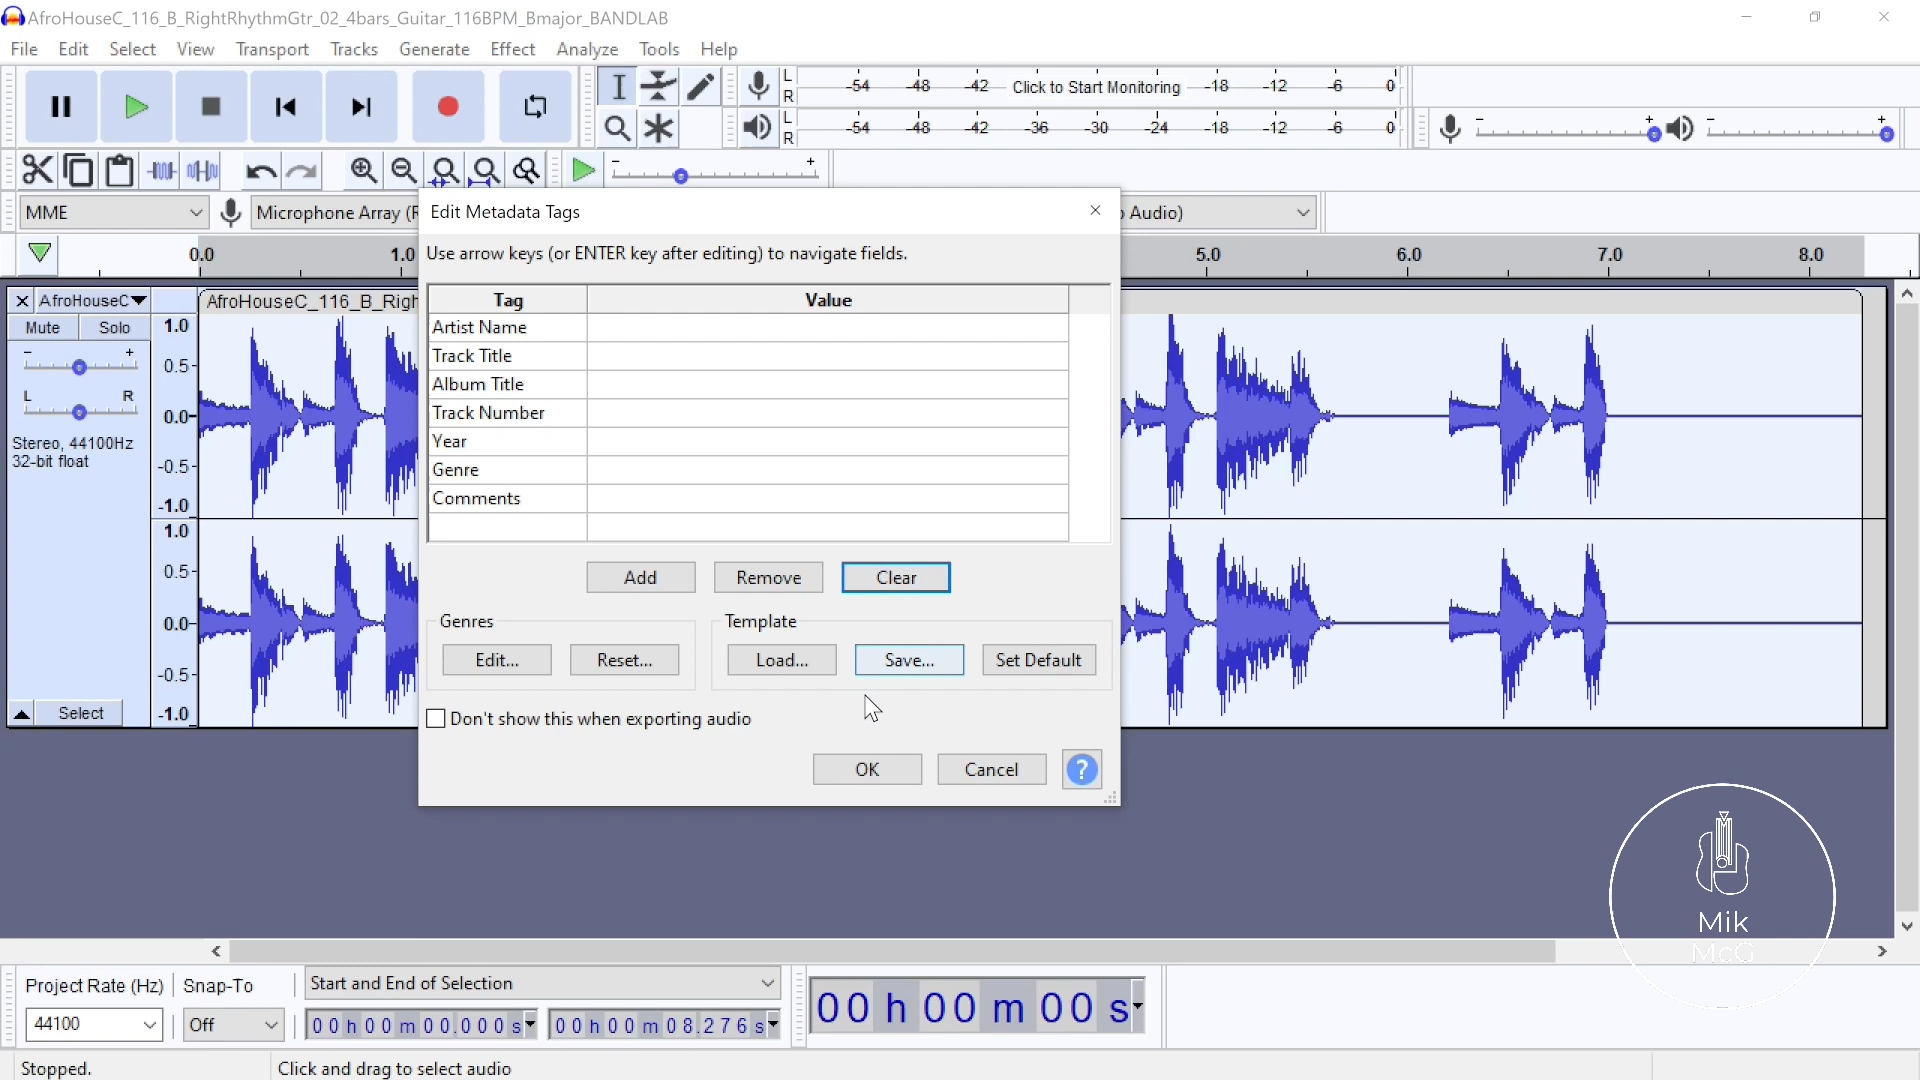 AfroHouseC_116_B_RightRhythmGtr_02_4bars_Guitar_116BPM_Bmajor_BANDLAB
File Edit Select View Transport Tracks Generate Effect Analyze Tools Help
L R -54 -48 -42 Click to Start Monitoring -18 -12 -6 0
L R -54 -48 -42 -36 -30 -24 -18 -12 -6 0
- + - +
- +
MME Microphone Array (R Audio)
0.0 1.0 5.0 6.0 7.0 8.0
AfroHouseC AfroHouseC_116_B_Righ
Mute Solo
- +
L R
Stereo, 44100Hz
32-bit float
Select
1.0
0.5-
0.0-
-0.5-
-1.0
1.0
0.5-
0.0-
-0.5-
-1.0
Edit Metadata Tags
Use arrow keys (or ENTER key after editing) to navigate fields.
Tag Value
Artist Name
Track Title
Album Title
Track Number
Year
Genre
Comments
Add Remove Clear
Genres Template
Edit... Reset... Load... Save... Set Default
Don't show this when exporting audio
OK Cancel ?
Mik
McG
Project Rate (Hz) Snap-To Start and End of Selection
44100 Off 00 h 00 m 00.000 s 00 h 00 m 08.276 s
00 h 00 m 00 s
Stopped. Click and drag to select audio